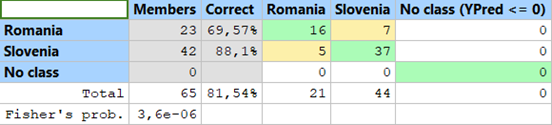 Members Correct Romania Slovenia No class (YPred <= 0)
Romania 23 69,57% 16 7 0
Slovenia 42 88,1% 5 37 0
No class 0 0 0 0
Total 65 81,54% 21 44 0
Fisher's prob. 3,6e-06